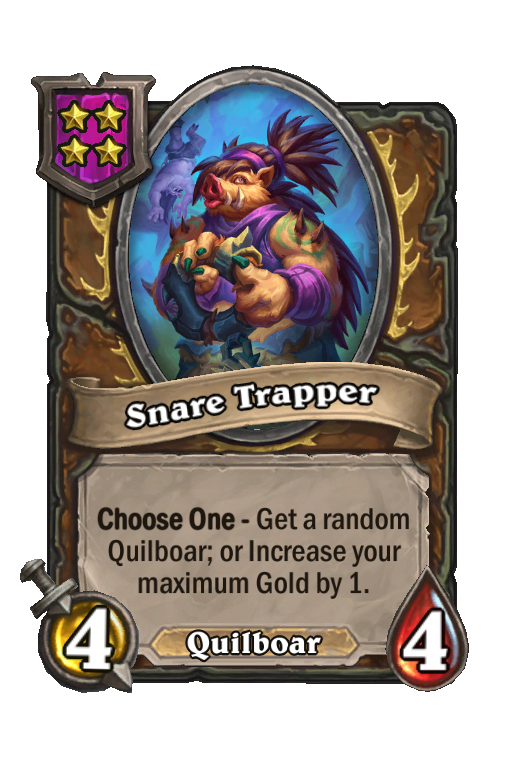 Snare Trapper
Choose One - Get a random
Quilboar; or Increase your
maximum Gold by 1.
4
Quilboar
4